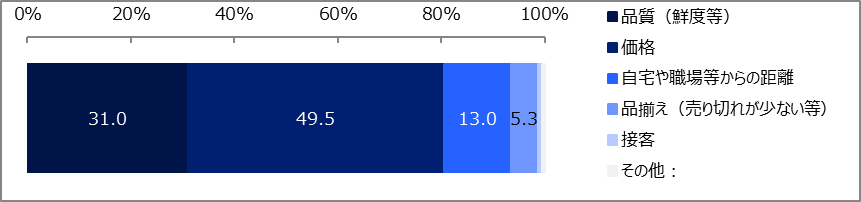 0% 20% 40% 60% 80% 100%
31.0 49.5 13.0 5.3
品質（鮮度等）
価格
自宅や職場等からの距離
品揃え（売り切れが少ない等）
接客
その他：